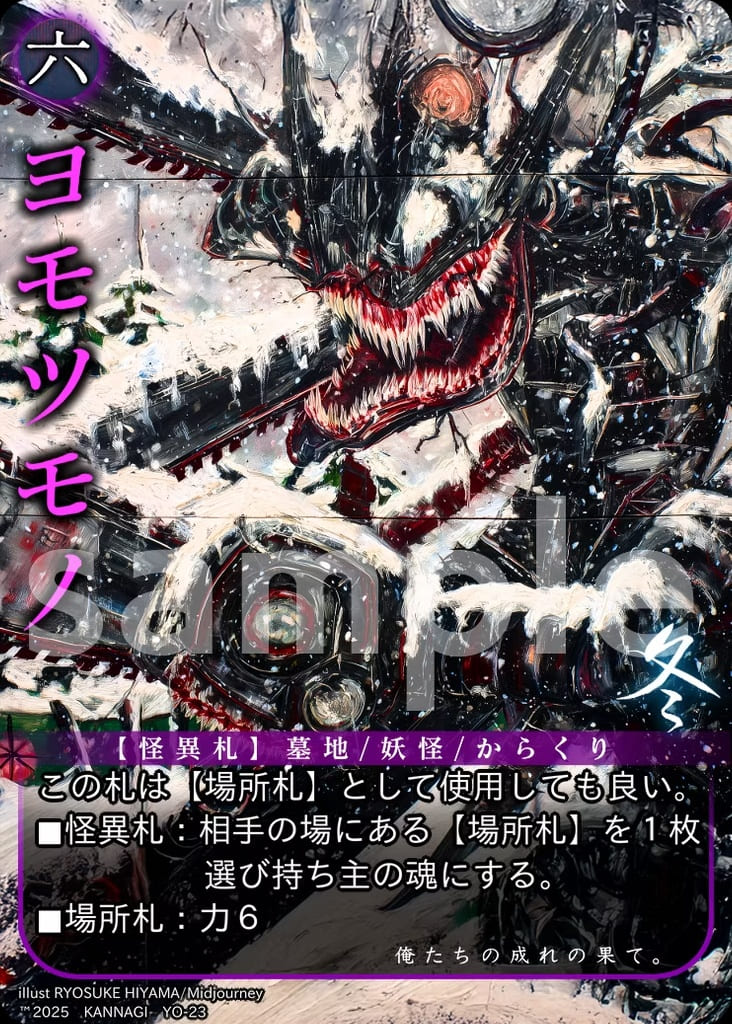 六
ヨモツモノ
sample
冬
【怪異札】墓地/妖怪/からくり
この札は【場所札】として使用しても良い。
■怪異札：相手の場にある【場所札】を１枚
選び持ち主の魂にする。
■場所札：力６
俺たちの成れの果て。
illust RYOSUKE HIYAMA/Midjourney
™2025 KANNAGI YO-23